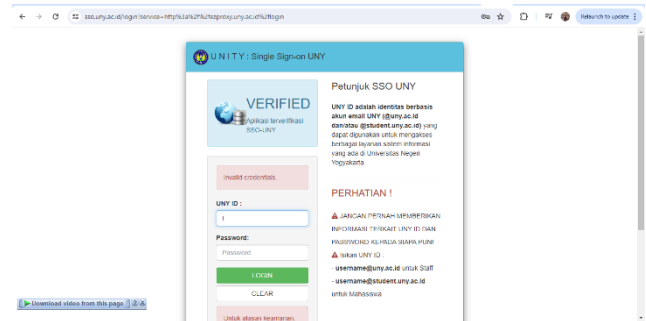 sso.uny.ac.id/login?service=http%3a%2f%2fezproxy.uny.ac.id%2flogin
Relaunch to update
U N I T Y : Single Sign-on UNY
VERIFIED
Aplikasi terverifikasi
SSO-UNY
Invalid credentials.
UNY ID :
Password:
Password
LOGIN
CLEAR
Untuk alasan keamanan,
Petunjuk SSO UNY
UNY ID adalah identitas berbasis
akun email UNY (@uny.ac.id
dan/atau @student.uny.ac.id) yang
dapat digunakan untuk mengakses
berbagai layanan sistem informasi
yang ada di Universitas Negeri
Yogyakarta.
PERHATIAN !
JANGAN PERNAH MEMBERIKAN
INFORMASI TERKAIT UNY ID DAN
PASSWORD KEPADA SIAPA PUN!
Isikan UNY ID :
- username@uny.ac.id untuk Staff
- username@student.uny.ac.id
untuk Mahasiswa
Download video from this page